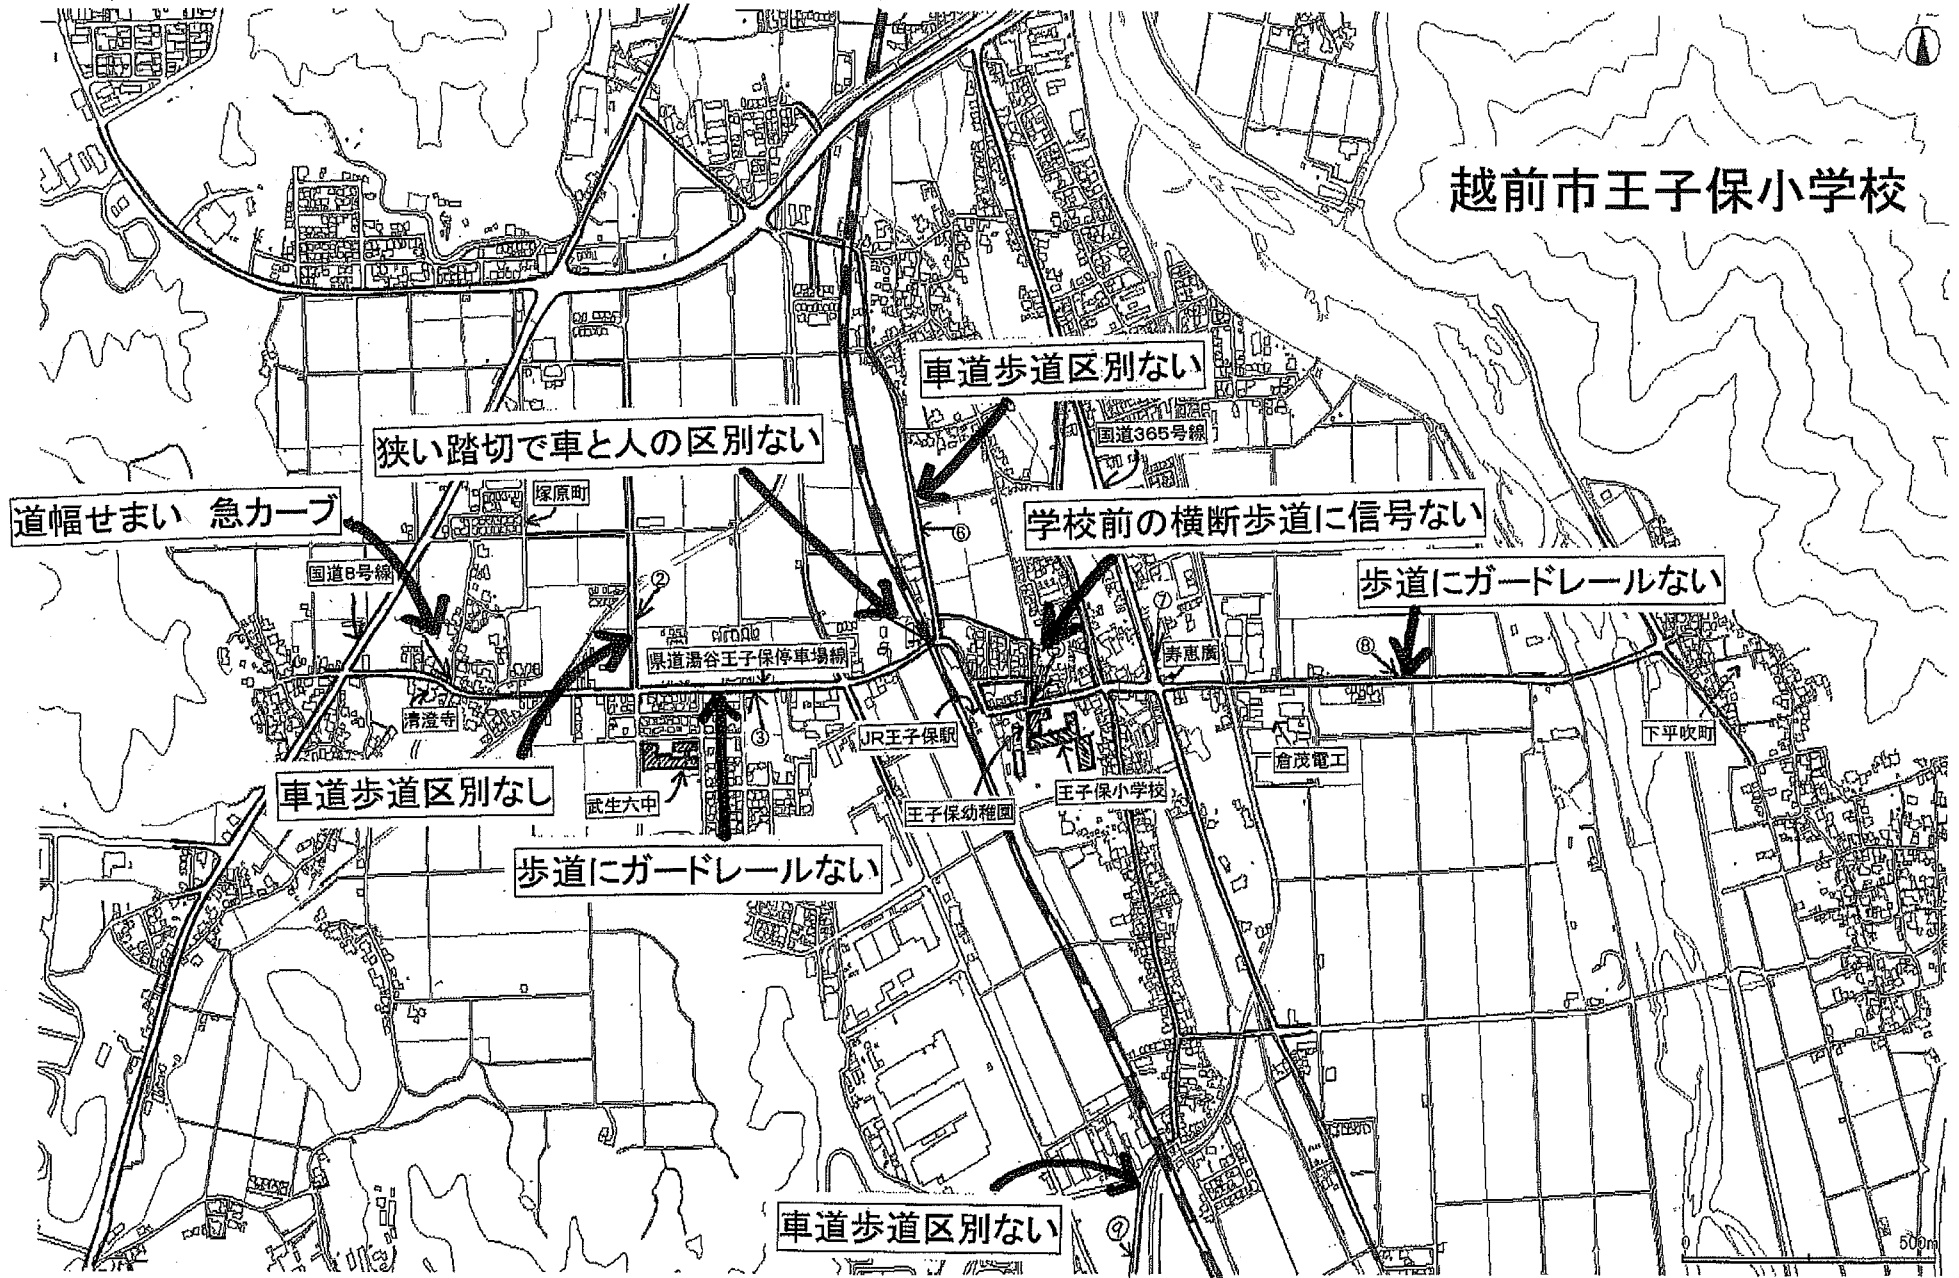 越前市王子保小学校
車道歩道区別ない
国道365号線
狭い踏切で車と人の区別ない
塚原町
道幅せまい 急カーブ
⑥
学校前の横断歩道に信号ない
国道8号線
②
歩道にガードレールない
⑦
県道湯谷王子保停車場線
寿恵廣
⑧
清澄寺
③
JR王子保駅
下平吹町
倉茂電工
車道歩道区別なし
武生六中
王子保幼稚園
王子保小学校
歩道にガードレールない
車道歩道区別ない
⑨
0 500m